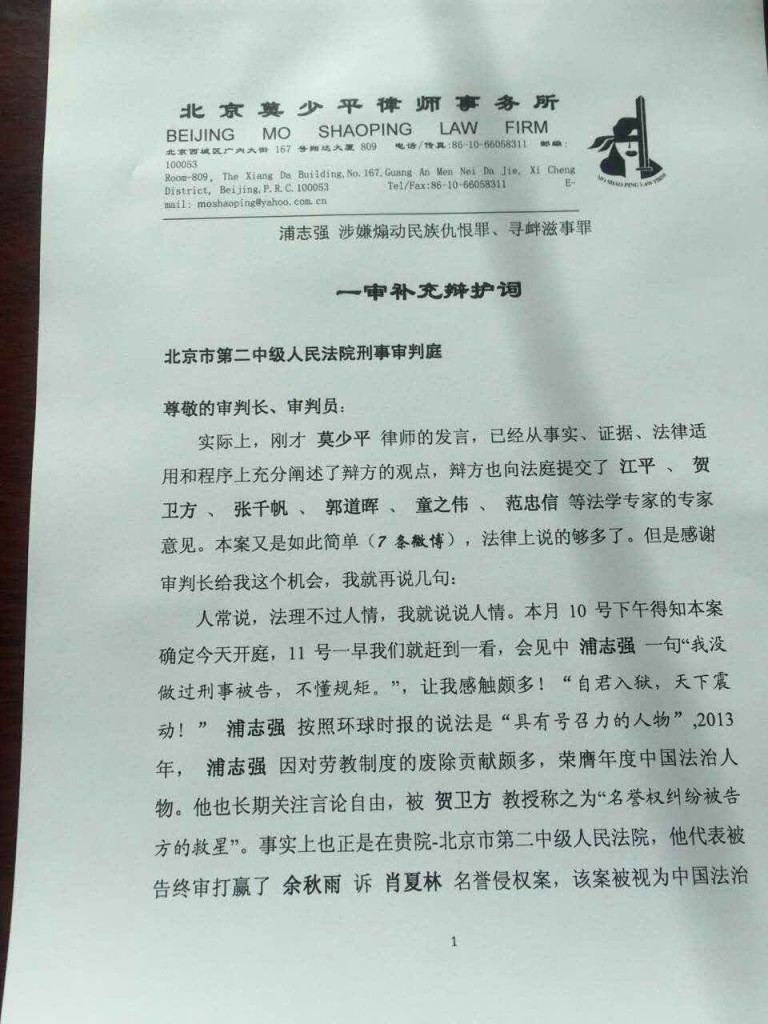 北京莫少平律师事务所
BEIJING MO SHAOPING LAW FIRM
北京西城区广内大街 167 号翔达大厦 809 电话/传真:86-10-66058311 邮编:
100053
Room-809, The Xiang Da Building,No.167,Guang An Men Nei Da Jie, Xi Cheng
District, Beijing,P.R.C.100053 Tel/Fax:86-10-66058311 E-
mail: moshaoping@yahoo.com.cn
MO SHAO PING LAW FIRM
浦志强 涉嫌煽动民族仇恨罪、寻衅滋事罪
一审补充辩护词
北京市第二中级人民法院刑事审判庭
尊敬的审判长、审判员：
实际上，刚才 莫少平 律师的发言，已经从事实、证据、法律适
用和程序上充分阐述了辩方的观点，辩方也向法庭提交了 江平 、 贺
卫方 、 张千帆 、 郭道晖 、 童之伟 、 范忠信 等法学专家的专家
意见。本案又是如此简单（7 条微博），法律上说的够多了。但是感谢
审判长给我这个机会，我就再说几句：
人常说，法理不过人情，我就说说人情。本月 10 号下午得知本案
确定今天开庭，11 号一早我们就赶到一看，会见中 浦志强 一句“我没
做过刑事被告，不懂规矩。”，让我感触颇多！“自君入狱，天下震
动！” 浦志强 按照环球时报的说法是“具有号召力的人物”,2013
年， 浦志强 因对劳教制度的废除贡献颇多，荣膺年度中国法治人
物。他也长期关注言论自由，被 贺卫方 教授称之为“名誉权纠纷被告
方的救星”。事实上也正是在贵院-北京市第二中级人民法院，他代表被
告终审打赢了 余秋雨 诉 肖夏林 名誉侵权案，该案被视为中国法治
1